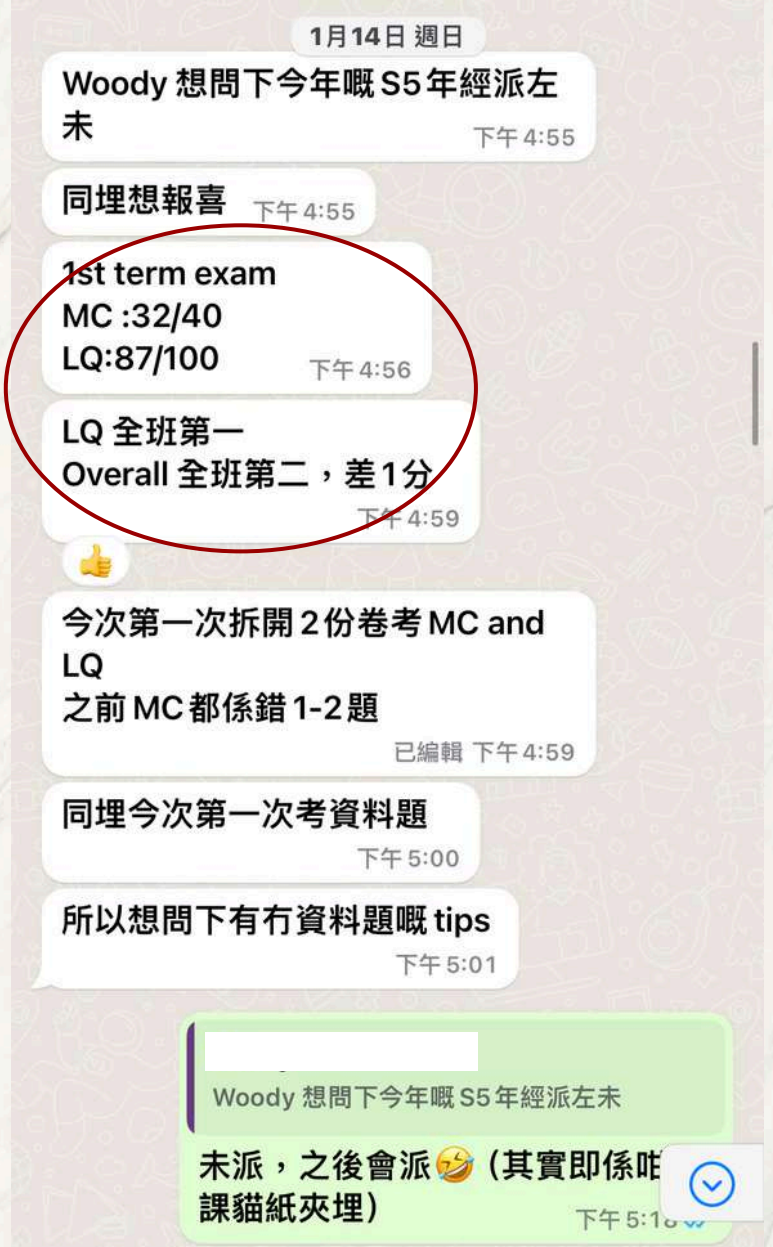 1月14日 週日
Woody 想問下今年嘅 S5 年經派左
未
下午 4:55
同埋想報喜 下午 4:55
1st term exam
MC :32/40
LQ:87/100 下午 4:56
LQ 全班第一
Overall 全班第二，差1分
下午 4:59
👍
今次第一次拆開 2 份卷考 MC and
LQ
之前 MC 都係錯 1-2 題
已編輯 下午 4:59
同埋今次第一次考資料題
下午 5:00
所以想問下有冇資料題嘅 tips
下午 5:01
Woody 想問下今年嘅 S5 年經派左未
未派，之後會派🤣（其實即係咁
課貓紙夾埋）
下午 5:18